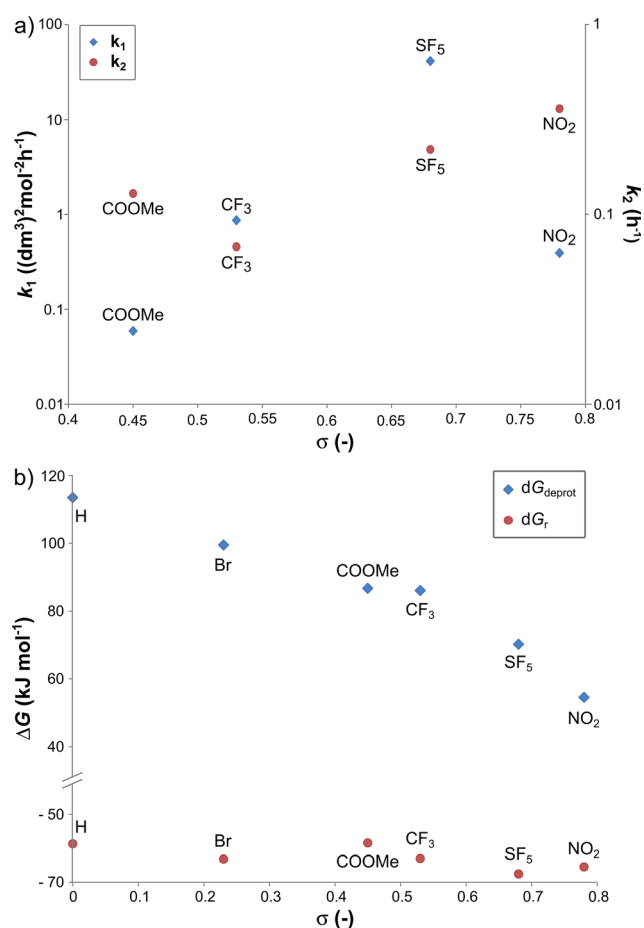 a)
100
10
1
0.1
0.01
k₁ ((dm³)²mol⁻²h⁻¹)
k₁
k₂
SF₅
SF₅
NO₂
NO₂
COOMe
CF₃
CF₃
COOMe
1
0.1
0.01
k₂ (h⁻¹)
0.4 0.45 0.5 0.55 0.6 0.65 0.7 0.75 0.8
σ (-)
b)
120
100
80
60
40
- 50
- 70
ΔG (kJ mol⁻¹)
dG_deprot
dG_r
H
Br
COOMe
CF₃
SF₅
NO₂
H
Br
COOMe
CF₃
SF₅
NO₂
0 0.1 0.2 0.3 0.4 0.5 0.6 0.7 0.8
σ (-)